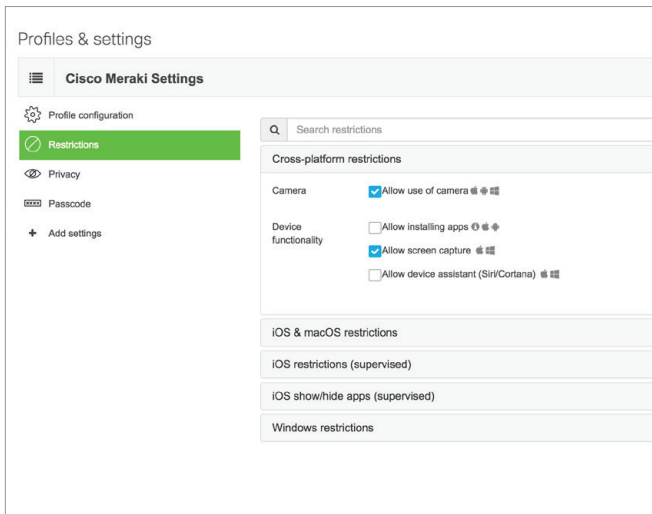 Profiles & settings
Cisco Meraki Settings
Profile configuration
Restrictions
Privacy
Passcode
Add settings
Search restrictions
Cross-platform restrictions
Camera
Allow use of camera
Device
functionality
Allow installing apps
Allow screen capture
Allow device assistant (Siri/Cortana)
iOS & macOS restrictions
iOS restrictions (supervised)
iOS show/hide apps (supervised)
Windows restrictions